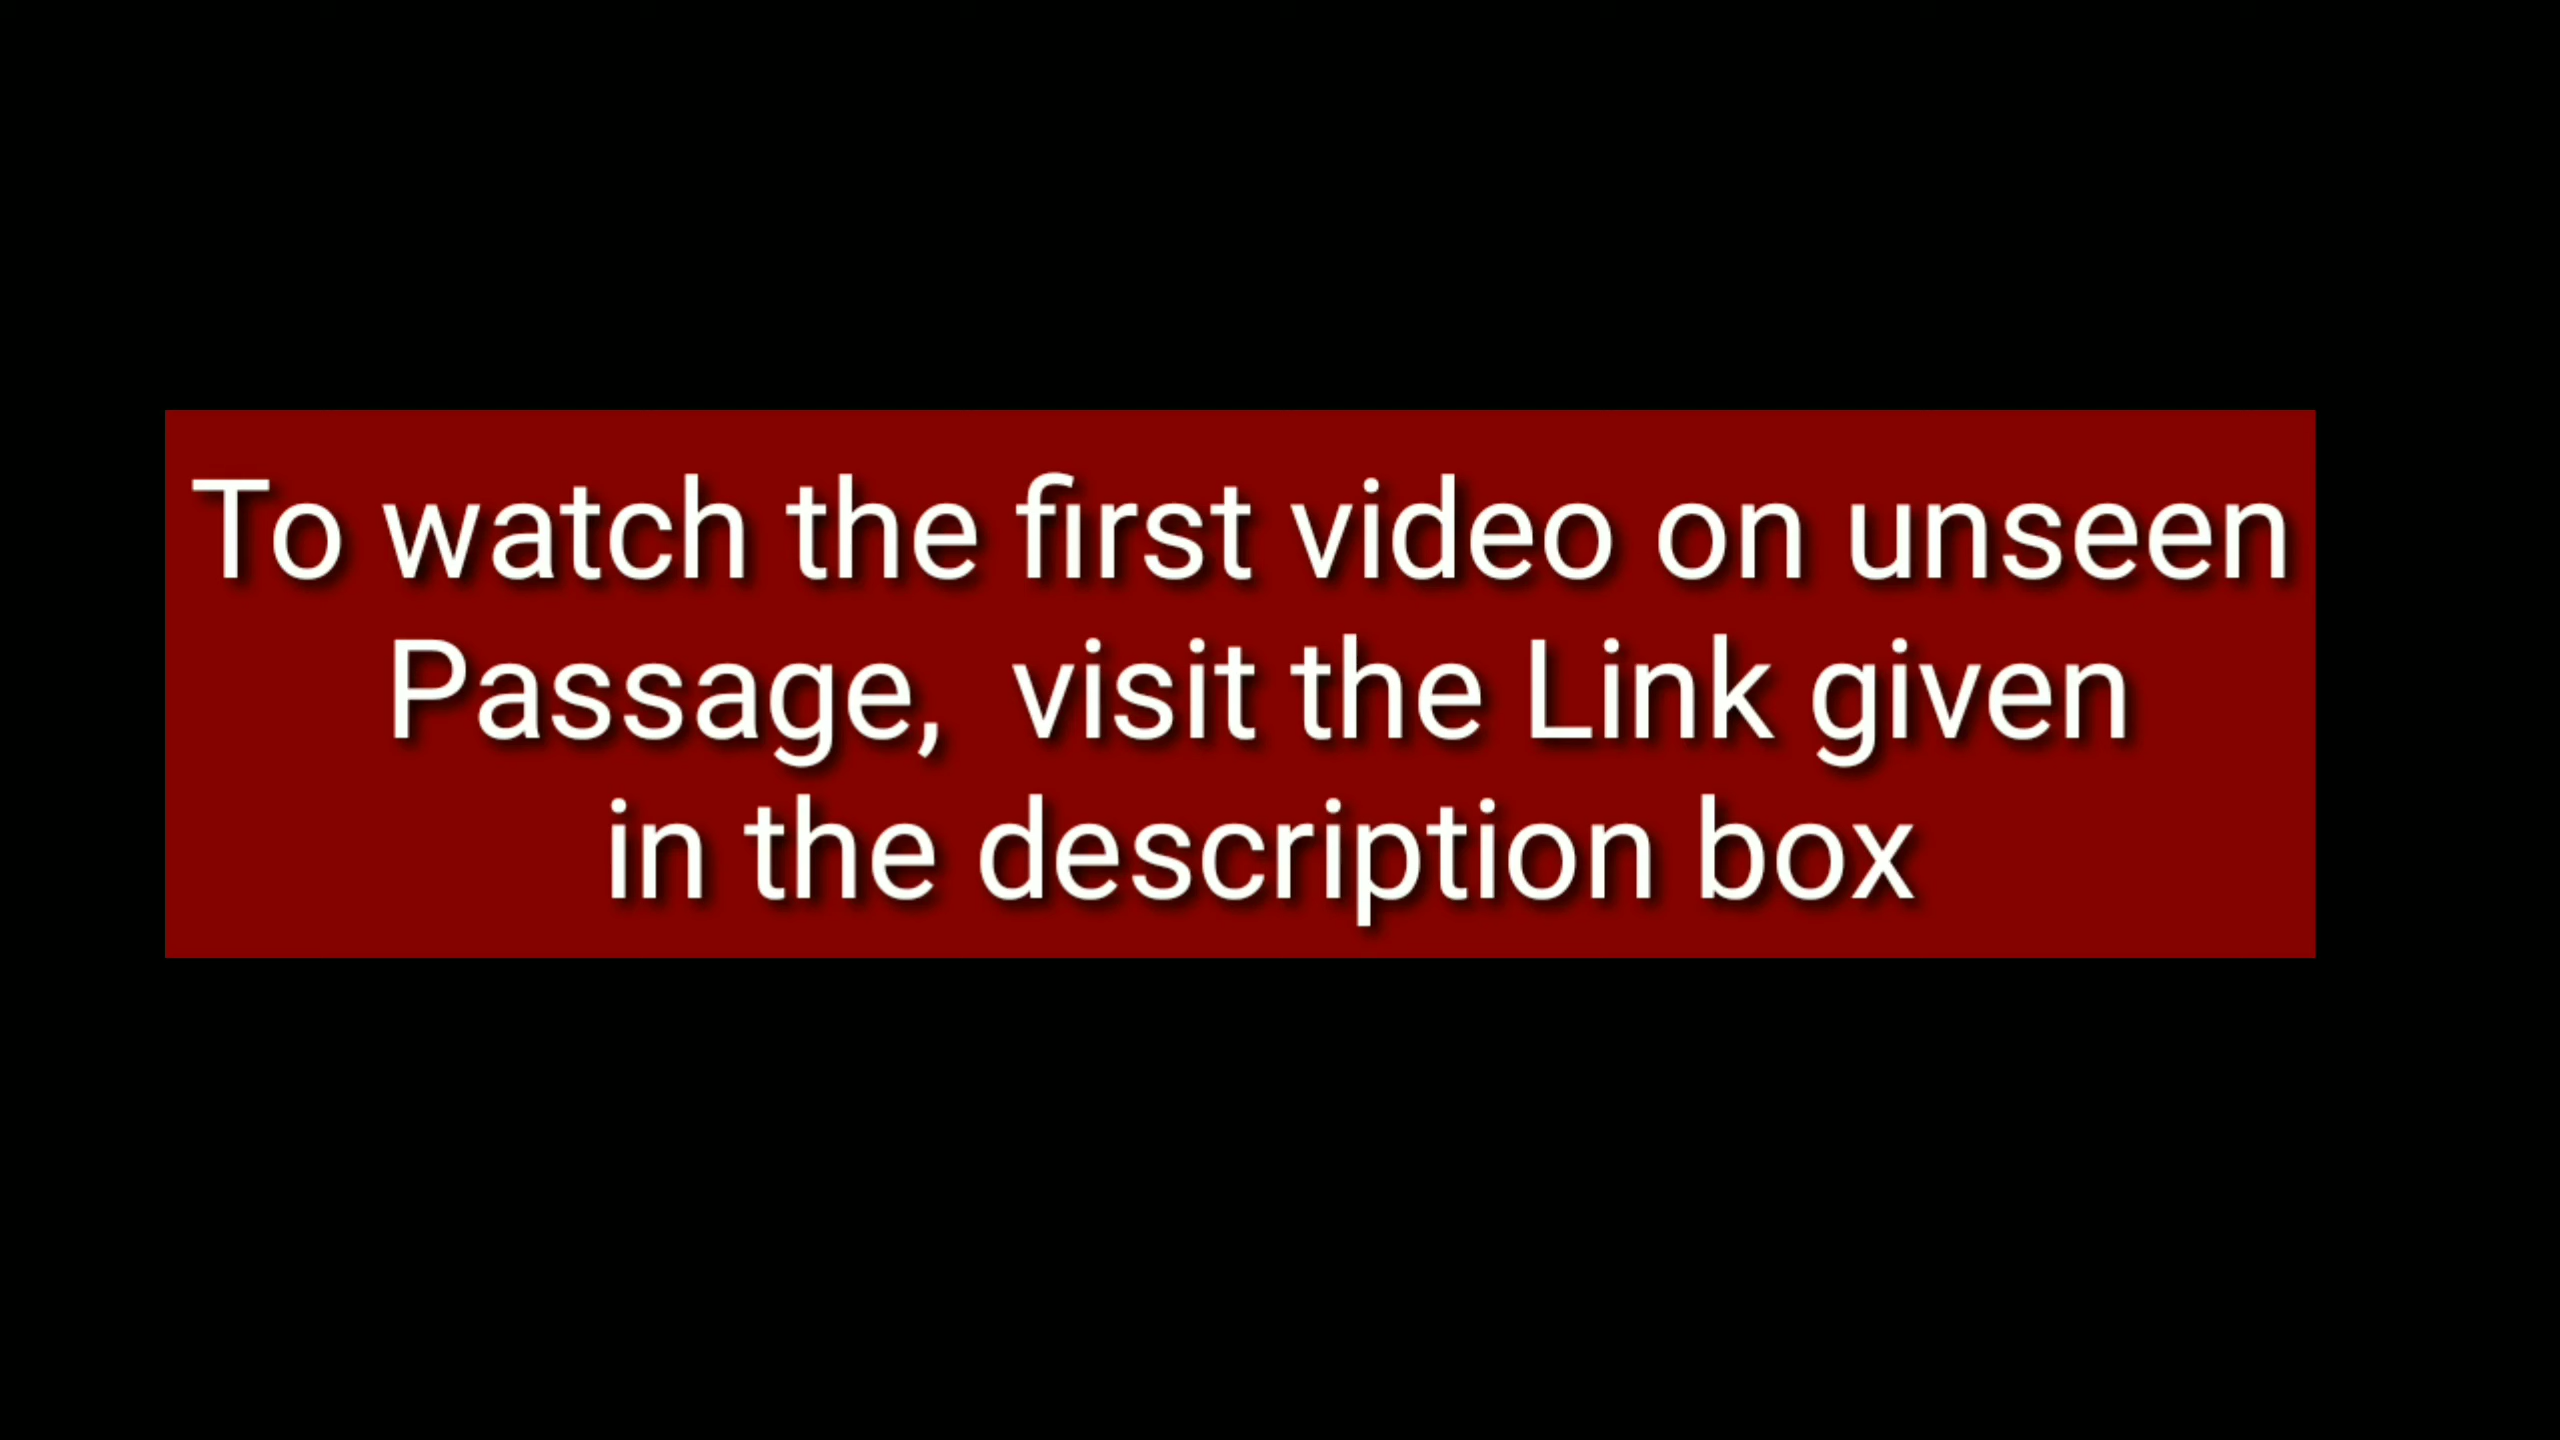 To watch the first video on unseen
Passage,  visit the Link given
in the description box